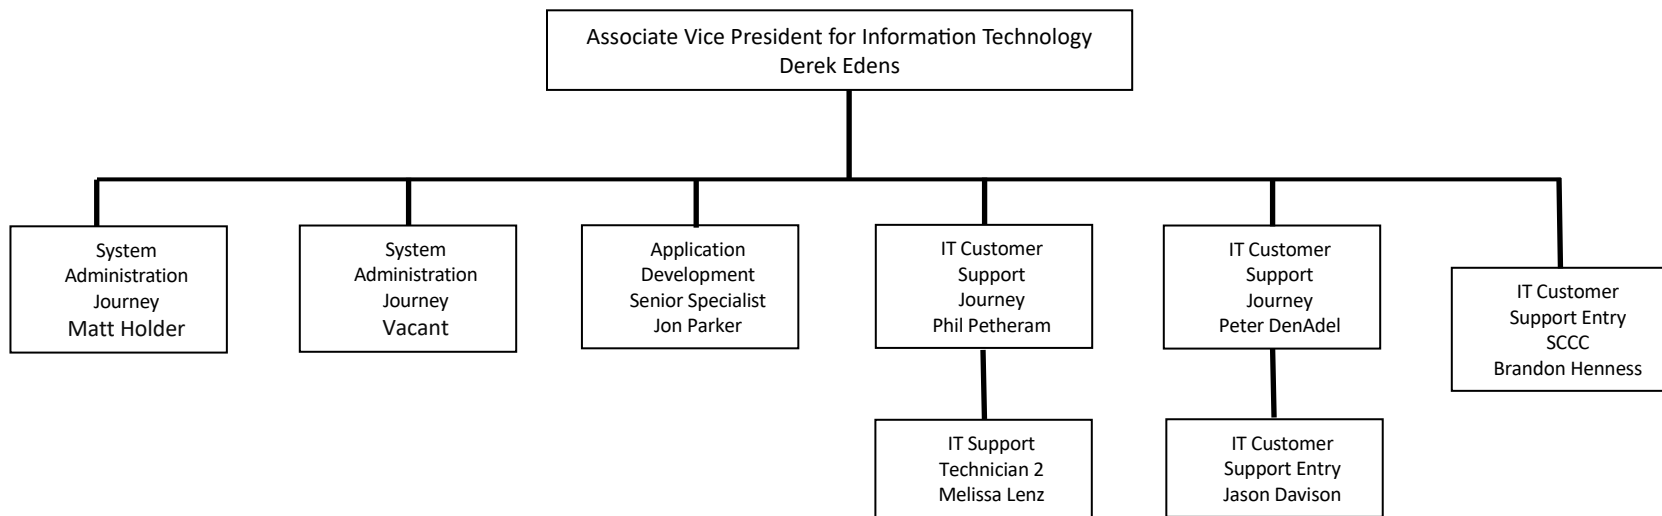 Associate Vice President for Information Technology
Derek Edens
System
Administration
Journey
Matt Holder
System
Administration
Journey
Vacant
Application
Development
Senior Specialist
Jon Parker
IT Customer
Support
Journey
Phil Petheram
IT Customer
Support
Journey
Peter DenAdel
IT Customer
Support Entry
SCCC
Brandon Henness
IT Support
Technician 2
Melissa Lenz
IT Customer
Support Entry
Jason Davison